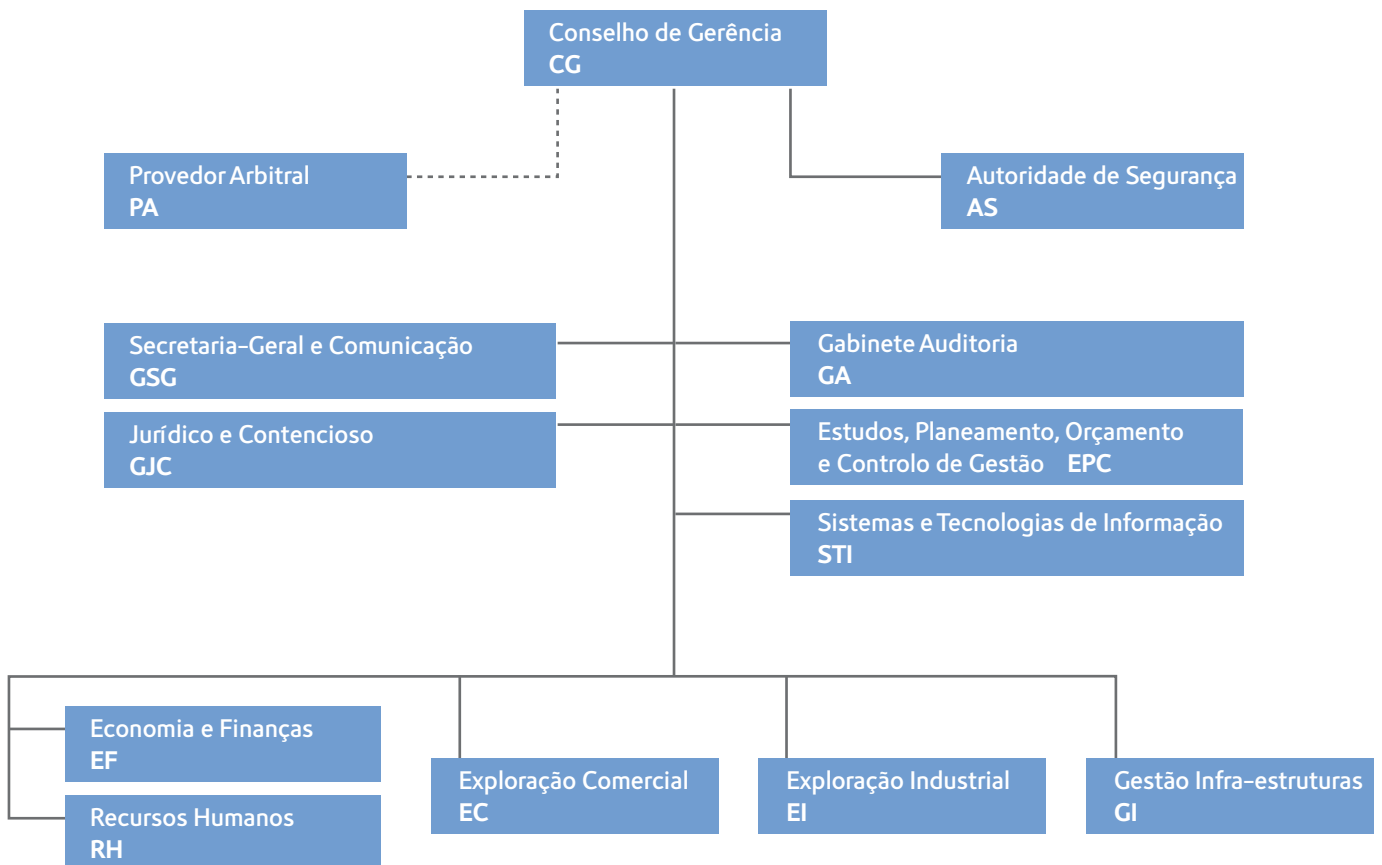 Conselho de Gerência
CG
Provedor Arbitral
PA
Autoridade de Segurança
AS
Secretaria-Geral e Comunicação
GSG
Gabinete Auditoria
GA
Jurídico e Contencioso
GJC
Estudos, Planeamento, Orçamento
e Controlo de Gestão EPC
Sistemas e Tecnologias de Informação
STI
Economia e Finanças
EF
Recursos Humanos
RH
Exploração Comercial
EC
Exploração Industrial
EI
Gestão Infra-estruturas
GI